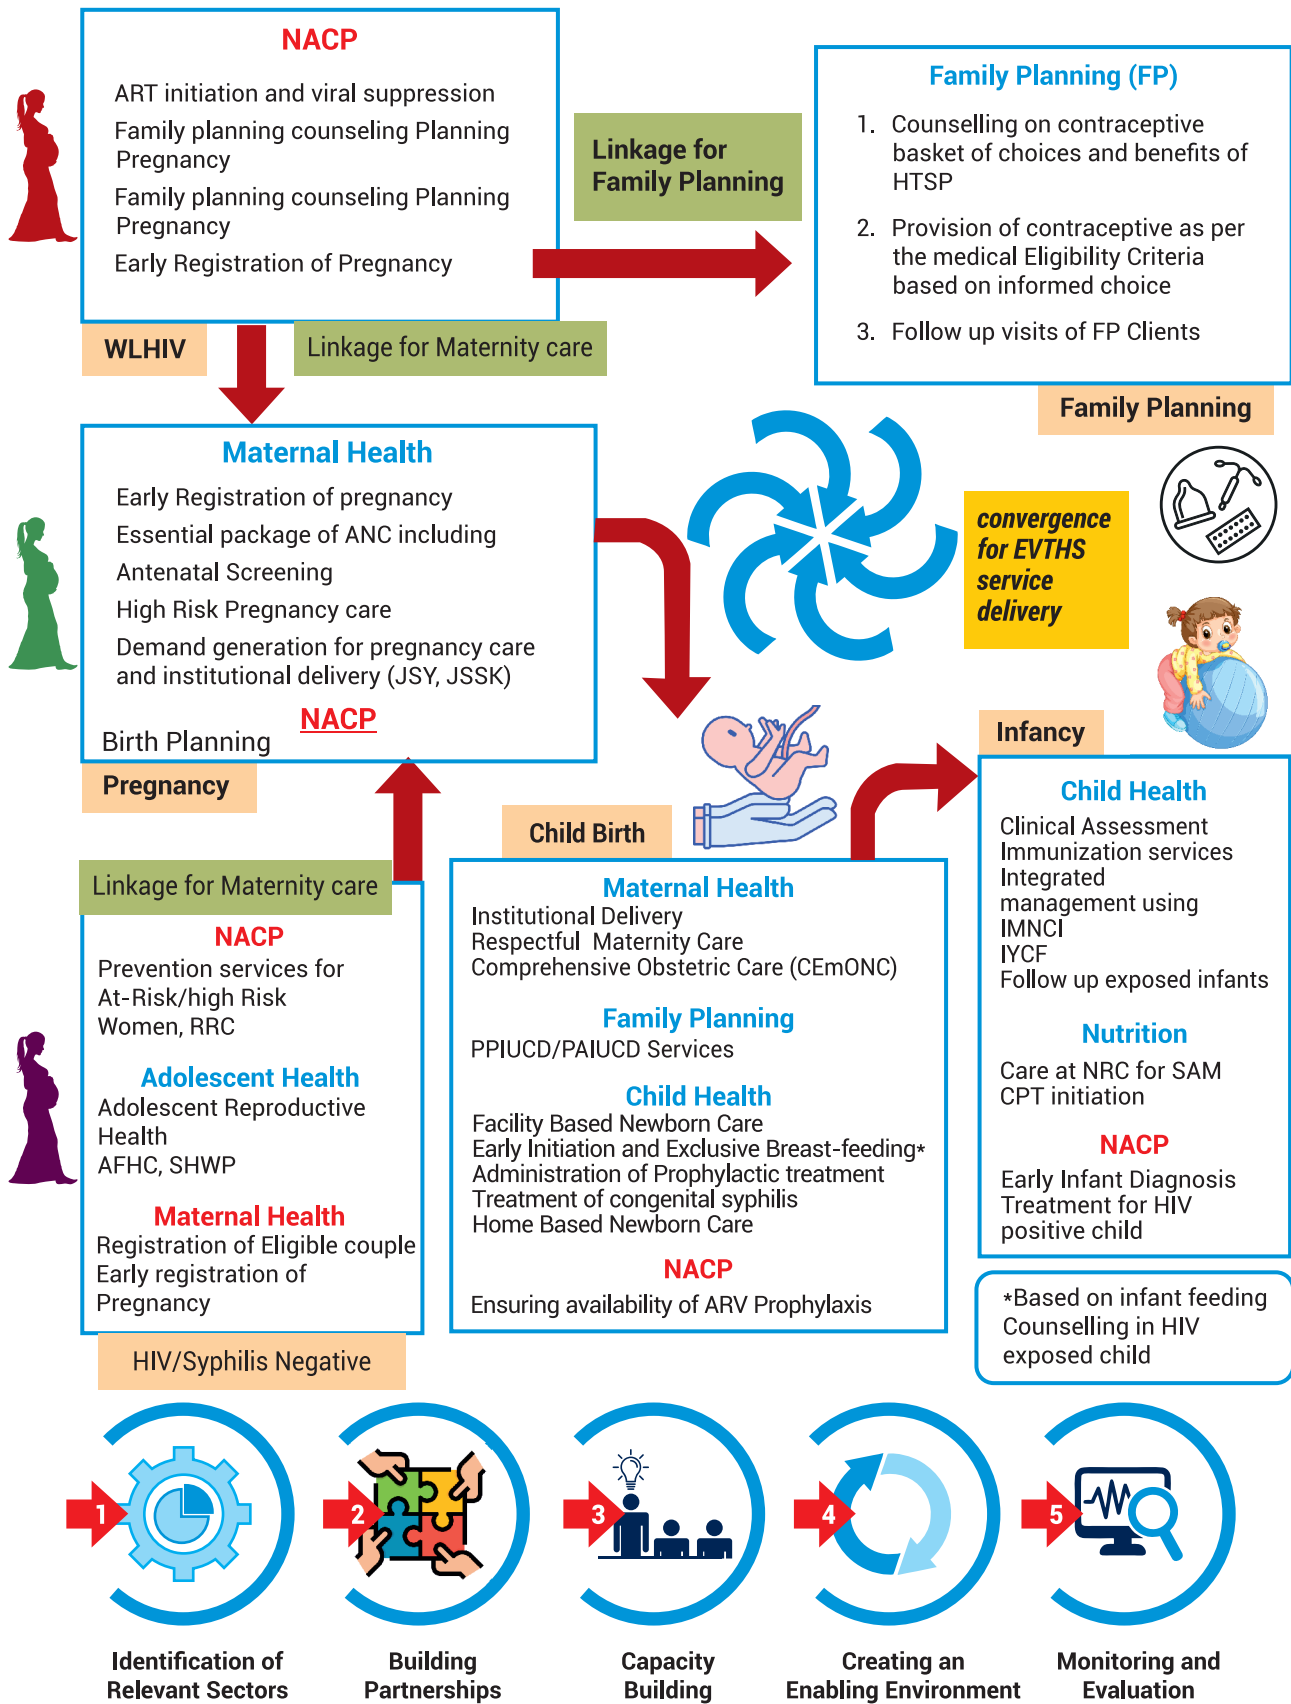 NACP
ART initiation and viral suppression
Family planning counseling Planning
Pregnancy
Family planning counseling Planning
Pregnancy
Early Registration of Pregnancy
Linkage for
Family Planning
Family Planning (FP)
1. Counselling on contraceptive
basket of choices and benefits of
HTSP
2. Provision of contraceptive as per
the medical Eligibility Criteria
based on informed choice
3. Follow up visits of FP Clients
Family Planning
WLHIV
Linkage for Maternity care
Maternal Health
Early Registration of pregnancy
Essential package of ANC including
Antenatal Screening
High Risk Pregnancy care
Demand generation for pregnancy care
and institutional delivery (JSY, JSSK)
NACP
Birth Planning
Pregnancy
convergence
for EVTHS
service
delivery
Linkage for Maternity care
NACP
Prevention services for
At-Risk/high Risk
Women, RRC
Adolescent Health
Adolescent Reproductive
Health
AFHC, SHWP
Maternal Health
Registration of Eligible couple
Early registration of
Pregnancy
HIV/Syphilis Negative
Child Birth
Maternal Health
Institutional Delivery
Respectful Maternity Care
Comprehensive Obstetric Care (CEmONC)
Family Planning
PPIUCD/PAIUCD Services
Child Health
Facility Based Newborn Care
Early Initiation and Exclusive Breast-feeding*
Administration of Prophylactic treatment
Treatment of congenital syphilis
Home Based Newborn Care
NACP
Ensuring availability of ARV Prophylaxis
Infancy
Child Health
Clinical Assessment
Immunization services
Integrated
management using
IMNCI
IYCF
Follow up exposed infants
Nutrition
Care at NRC for SAM
CPT initiation
NACP
Early Infant Diagnosis
Treatment for HIV
positive child
*Based on infant feeding
Counselling in HIV
exposed child
1
Identification of
Relevant Sectors
2
Building
Partnerships
3
Capacity
Building
4
Creating an
Enabling Environment
5
Monitoring and
Evaluation